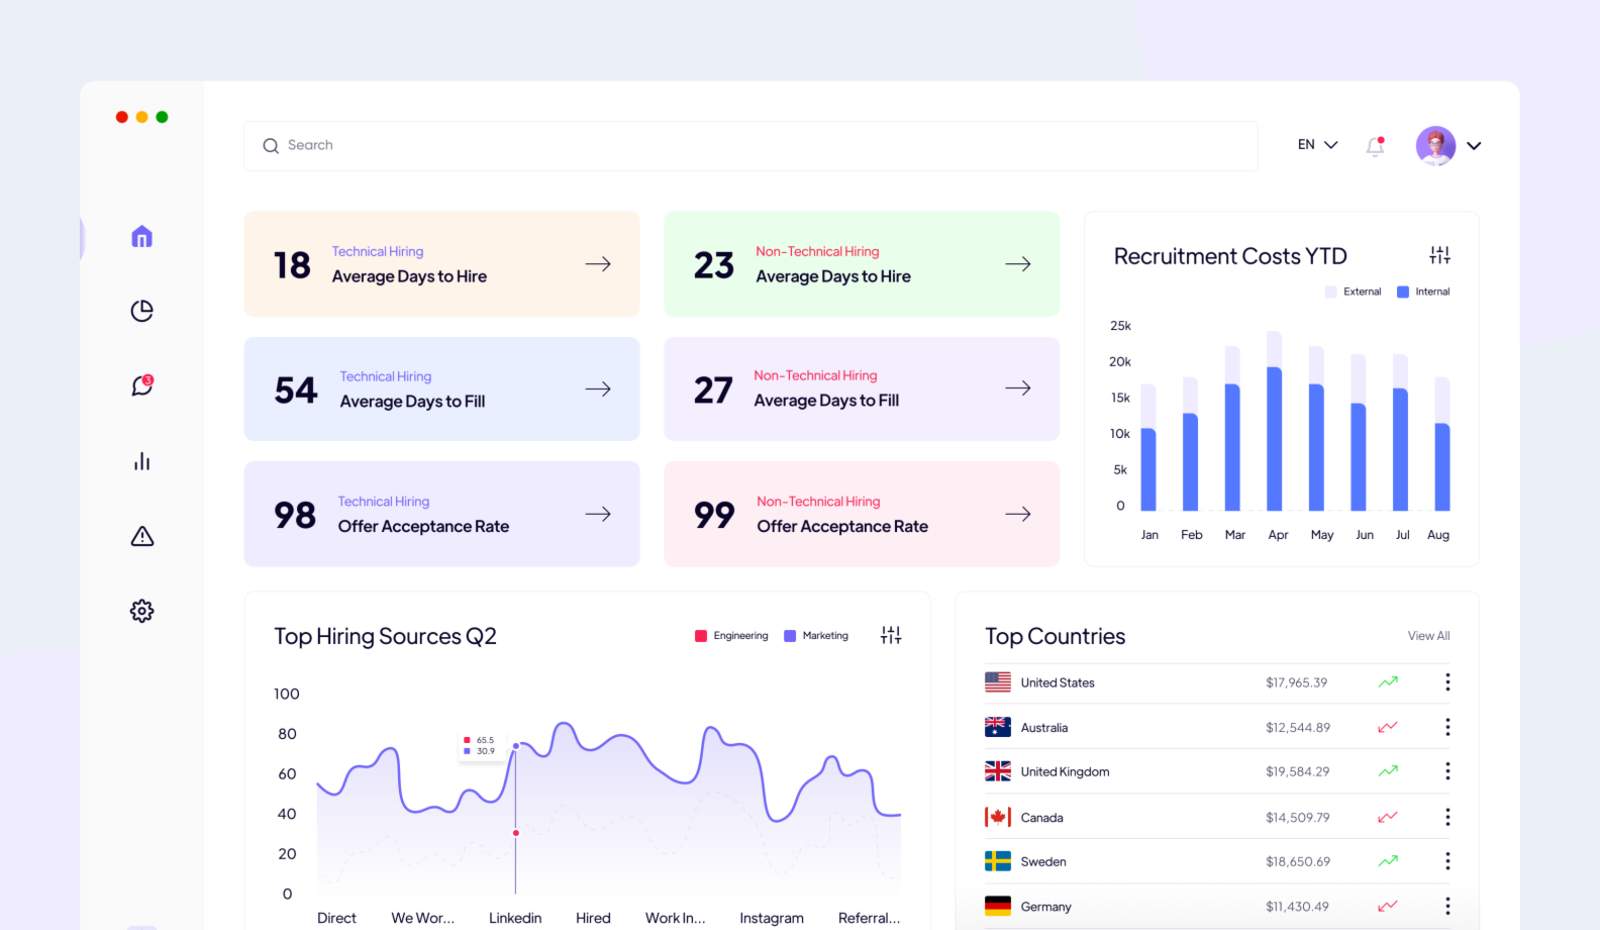 Search
EN
3
18
Technical Hiring
Average Days to Hire
23
Non-Technical Hiring
Average Days to Hire
54
Technical Hiring
Average Days to Fill
27
Non-Technical Hiring
Average Days to Fill
98
Technical Hiring
Offer Acceptance Rate
99
Non-Technical Hiring
Offer Acceptance Rate
Recruitment Costs YTD
External Internal
25k
20k
15k
10k
5k
0
Jan Feb Mar Apr May Jun Jul Aug
Top Hiring Sources Q2
Engineering Marketing
100
80
60
40
20
0
65.5
30.9
Direct We Wor... Linkedin Hired Work In... Instagram Referral...
Top Countries
View All
United States $17,965.39
Australia $12,544.89
United Kingdom $19,584.29
Canada $14,509.79
Sweden $18,650.69
Germany $11,430.49